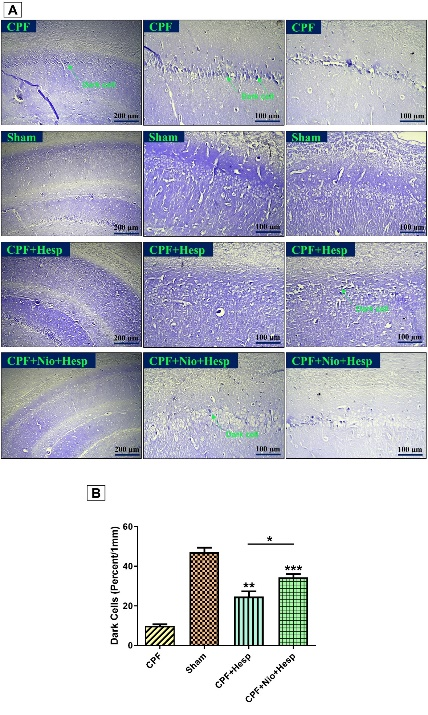 A
CPF
Dark cell
200 µm
CPF
Dark cell
100 µm
CPF
100 µm
Sham
200 µm
Sham
100 µm
Sham
100 µm
CPF+Hesp
200 µm
CPF+Hesp
100 µm
CPF+Hesp
Dark cell
100 µm
CPF+Nio+Hesp
200 µm
CPF+Nio+Hesp
Dark cell
100 µm
CPF+Nio+Hesp
100 µm
B
Dark Cells (Percent/1mm)
60
40
20
0
*
**
***
CPF
Sham
CPF+Hesp
CPF+Nio+Hesp